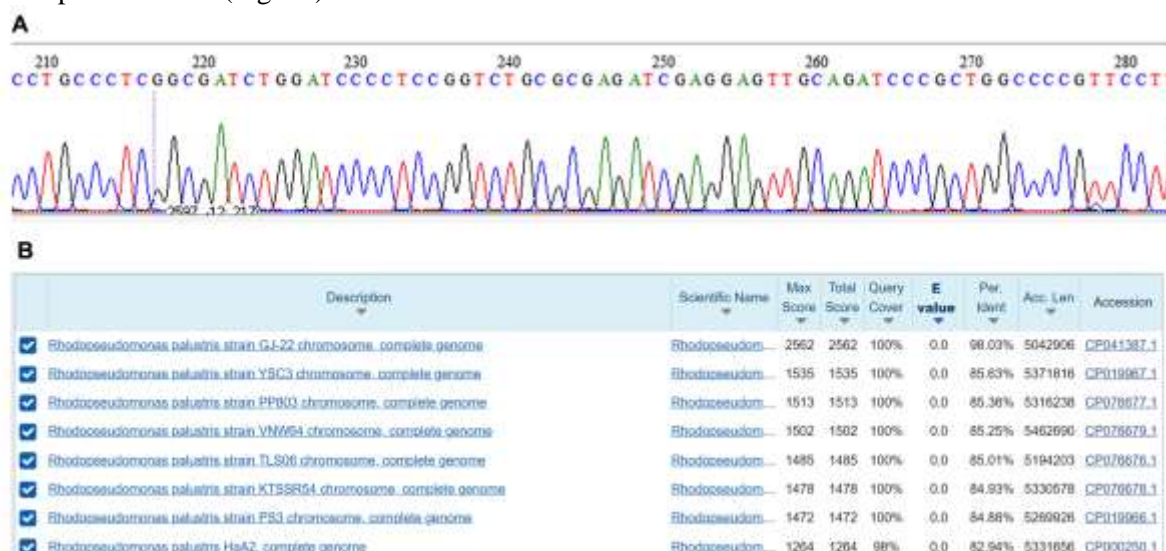 A
210 220 230 240 250 260 270 280
CCTGCCCTCGGCGATCTGGATCCCCTCCGGTCTGCGCGAGATCGAGGAGTTGCAGATCCCGCTGGCCCCGTTCCT
2597 12 217
B
Description Scientific Name Max Score Total Score Query Cover E value Per. Ident Acc. Len Accession
Rhodopseudomonas palustris strain GJ-22 chromosome, complete genome Rhodopseudom... 2562 2562 100% 0.0 98.03% 5042906 CP041387.1
Rhodopseudomonas palustris strain YSC3 chromosome, complete genome Rhodopseudom... 1535 1535 100% 0.0 85.63% 5371816 CP019967.1
Rhodopseudomonas palustris strain PP803 chromosome, complete genome Rhodopseudom... 1513 1513 100% 0.0 85.36% 5316238 CP076677.1
Rhodopseudomonas palustris strain VNW64 chromosome, complete genome Rhodopseudom... 1502 1502 100% 0.0 85.25% 5462690 CP076679.1
Rhodopseudomonas palustris strain TLS06 chromosome, complete genome Rhodopseudom... 1485 1485 100% 0.0 85.01% 5194203 CP076676.1
Rhodopseudomonas palustris strain KTSSR54 chromosome, complete genome Rhodopseudom... 1478 1478 100% 0.0 84.93% 5330578 CP076678.1
Rhodopseudomonas palustris strain PS3 chromosome, complete genome Rhodopseudom... 1472 1472 100% 0.0 84.88% 5269926 CP019966.1
Rhodopseudomonas palustris HaA2, complete genome Rhodopseudom... 1264 1264 98% 0.0 82.94% 5331656 CP000250.1